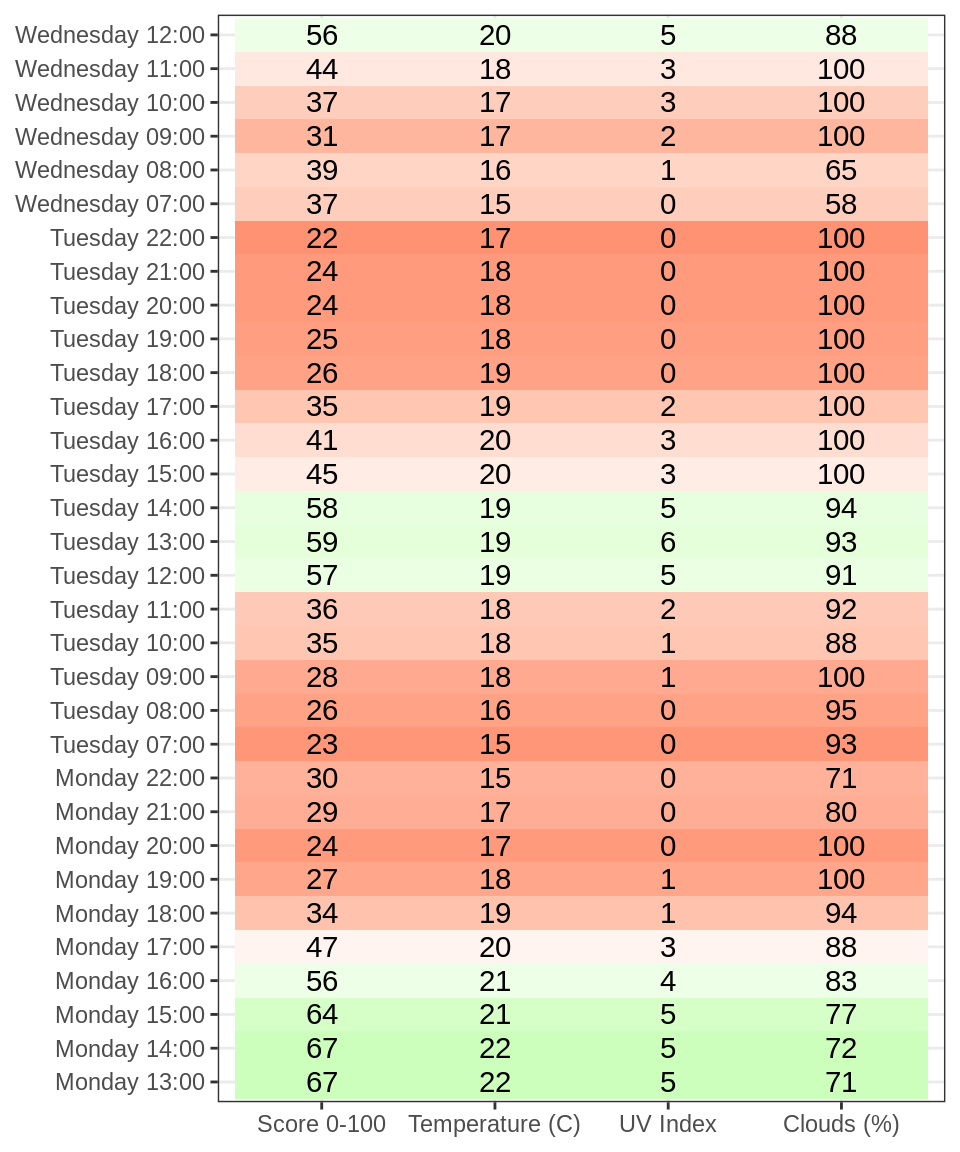 Wednesday 12:00 56 20 5 88
Wednesday 11:00 44 18 3 100
Wednesday 10:00 37 17 3 100
Wednesday 09:00 31 17 2 100
Wednesday 08:00 39 16 1 65
Wednesday 07:00 37 15 0 58
Tuesday 22:00 22 17 0 100
Tuesday 21:00 24 18 0 100
Tuesday 20:00 24 18 0 100
Tuesday 19:00 25 18 0 100
Tuesday 18:00 26 19 0 100
Tuesday 17:00 35 19 2 100
Tuesday 16:00 41 20 3 100
Tuesday 15:00 45 20 3 100
Tuesday 14:00 58 19 5 94
Tuesday 13:00 59 19 6 93
Tuesday 12:00 57 19 5 91
Tuesday 11:00 36 18 2 92
Tuesday 10:00 35 18 1 88
Tuesday 09:00 28 18 1 100
Tuesday 08:00 26 16 0 95
Tuesday 07:00 23 15 0 93
Monday 22:00 30 15 0 71
Monday 21:00 29 17 0 80
Monday 20:00 24 17 0 100
Monday 19:00 27 18 1 100
Monday 18:00 34 19 1 94
Monday 17:00 47 20 3 88
Monday 16:00 56 21 4 83
Monday 15:00 64 21 5 77
Monday 14:00 67 22 5 72
Monday 13:00 67 22 5 71
Score 0-100 Temperature (C) UV Index Clouds (%)